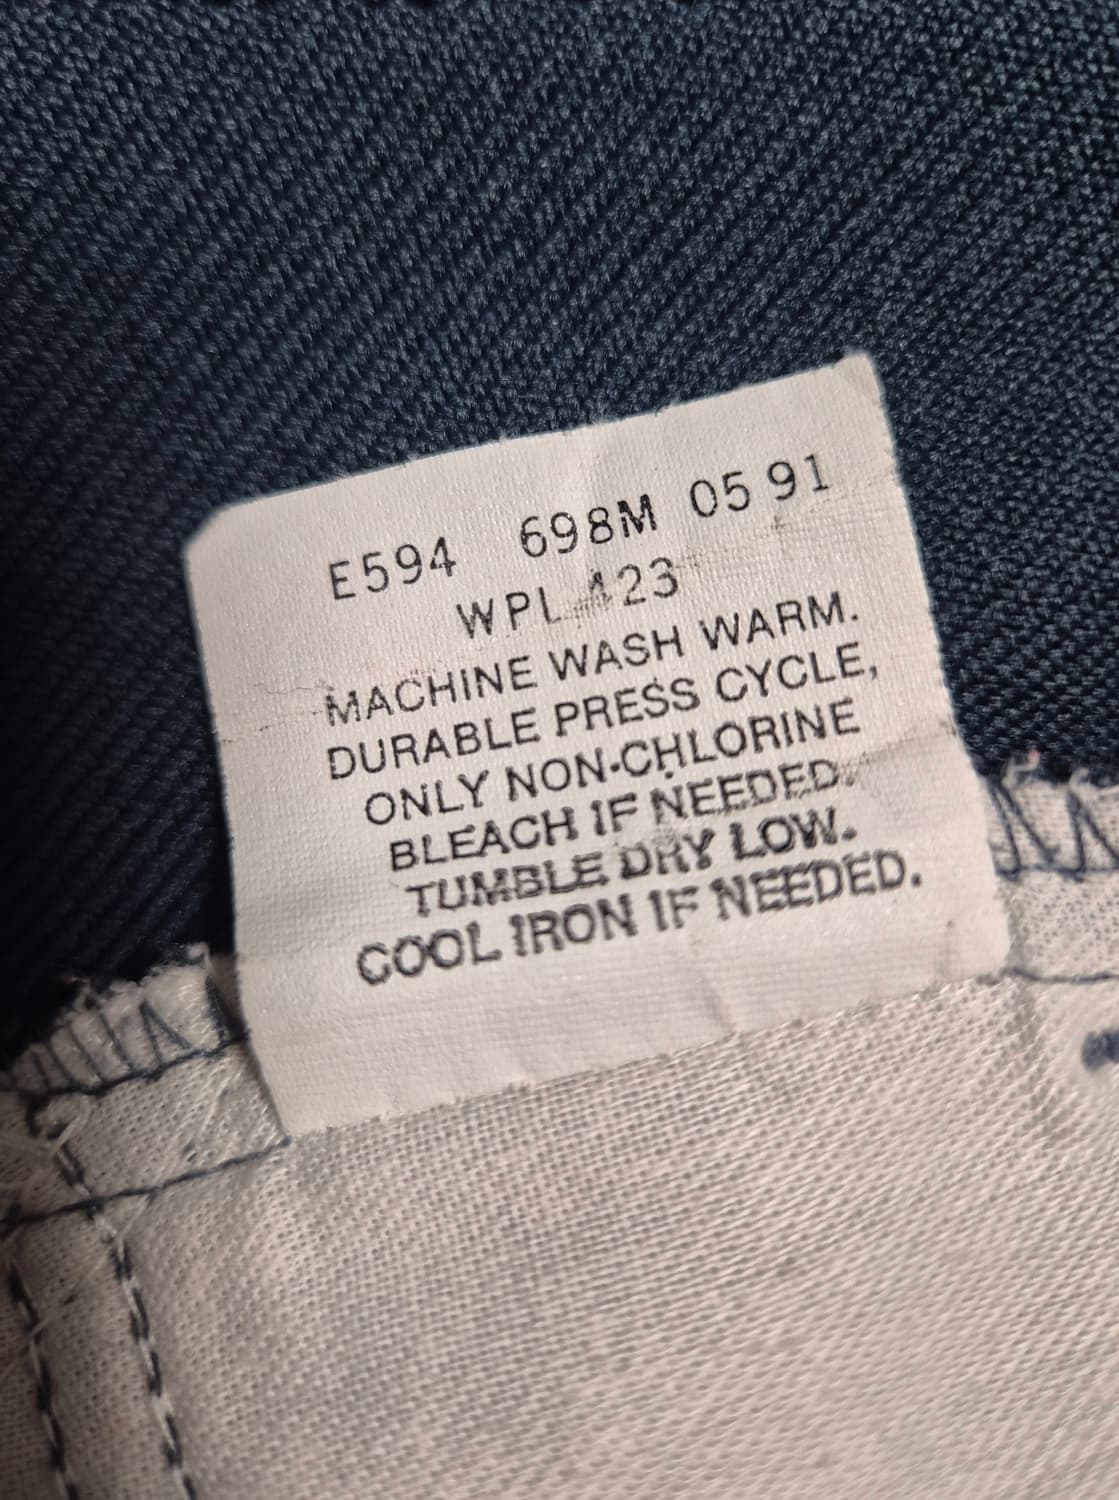 E594 698M 05 91
WPL 423
MACHINE WASH WARM.
DURABLE PRESS CYCLE,
ONLY NON-CHLORINE
BLEACH IF NEEDED.
TUMBLE DRY LOW.
COOL IRON IF NEEDED.